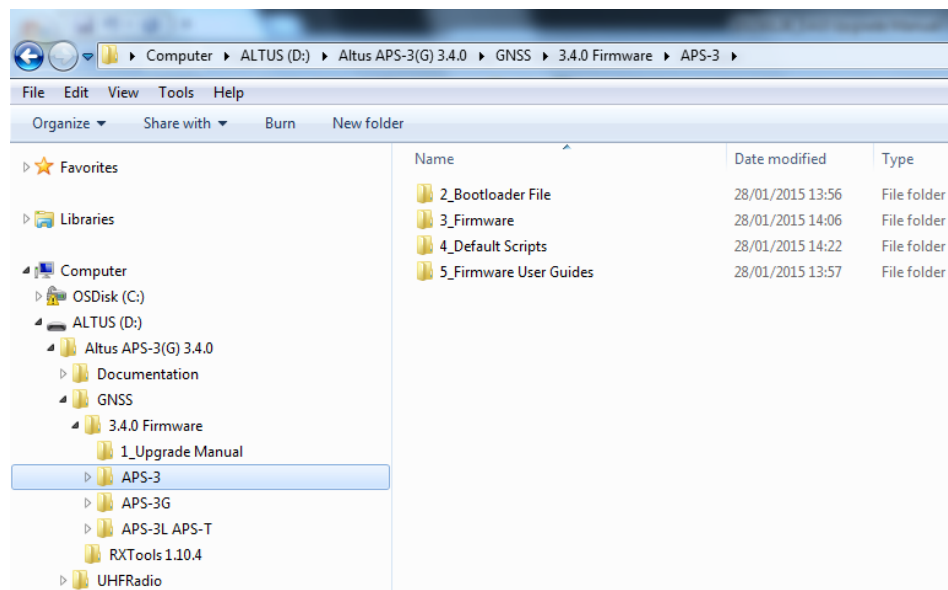 Computer ALTUS (D:) Altus APS-3(G) 3.4.0 GNSS 3.4.0 Firmware APS-3
File Edit View Tools Help
Organize Share with Burn New folder
Favorites
Libraries
Computer
OSDisk (C:)
ALTUS (D:)
Altus APS-3(G) 3.4.0
Documentation
GNSS
3.4.0 Firmware
1_Upgrade Manual
APS-3
APS-3G
APS-3L APS-T
RXTools 1.10.4
UHFRadio
Name Date modified Type
2_Bootloader File 28/01/2015 13:56 File folder
3_Firmware 28/01/2015 14:06 File folder
4_Default Scripts 28/01/2015 14:22 File folder
5_Firmware User Guides 28/01/2015 13:57 File folder